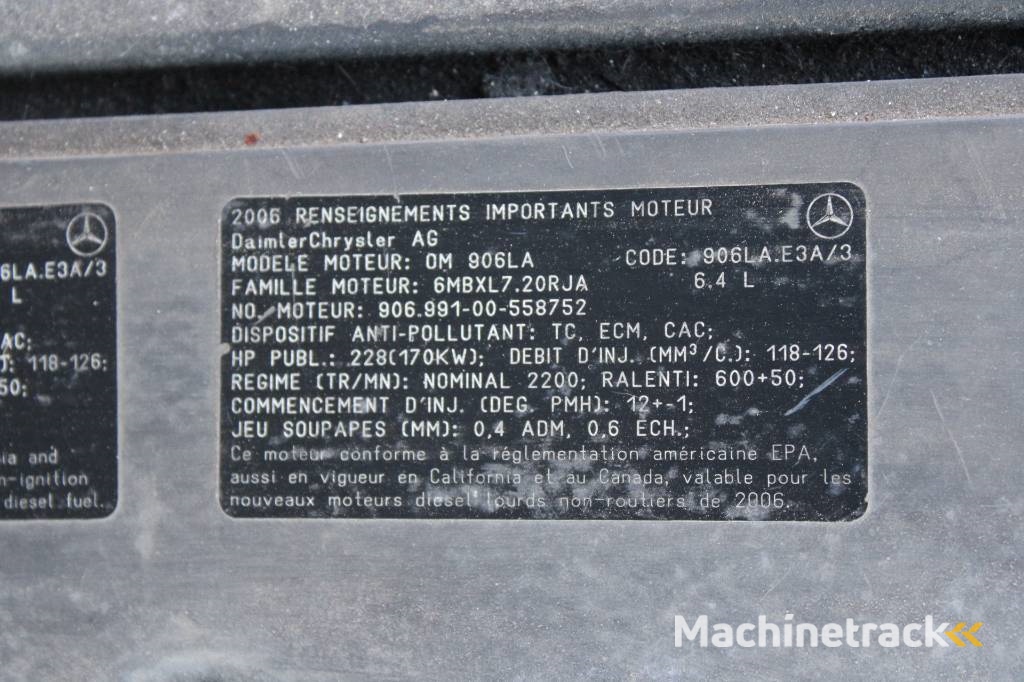 6LA.E3A/3
L
AC;
118-126;
50;
and
n-ignition
diesel fuel.
2006 RENSEIGNEMENTS IMPORTANTS MOTEUR
DaimlerChrysler AG
MODELE MOTEUR: OM 906LA CODE: 906LA.E3A/3
FAMILLE MOTEUR: 6MBXL7.20RJA 6.4 L
NO. MOTEUR: 906.991-00-558752
DISPOSITIF ANTI-POLLUTANT: TC, ECM, CAC;
HP PUBL.: 228(170KW); DEBIT D'INJ. (MM³/C.): 118-126;
REGIME (TR/MN): NOMINAL 2200; RALENTI: 600+50;
COMMENCEMENT D'INJ. (DEG. PMH): 12+-1;
JEU SOUPAPES (MM): 0,4 ADM, 0,6 ECH.;
Ce moteur conforme à la réglementation américaine EPA,
aussi en vigueur en California et au Canada, valable pour les
nouveaux moteurs diesel lourds non-routiers de 2006.
Machinetrack